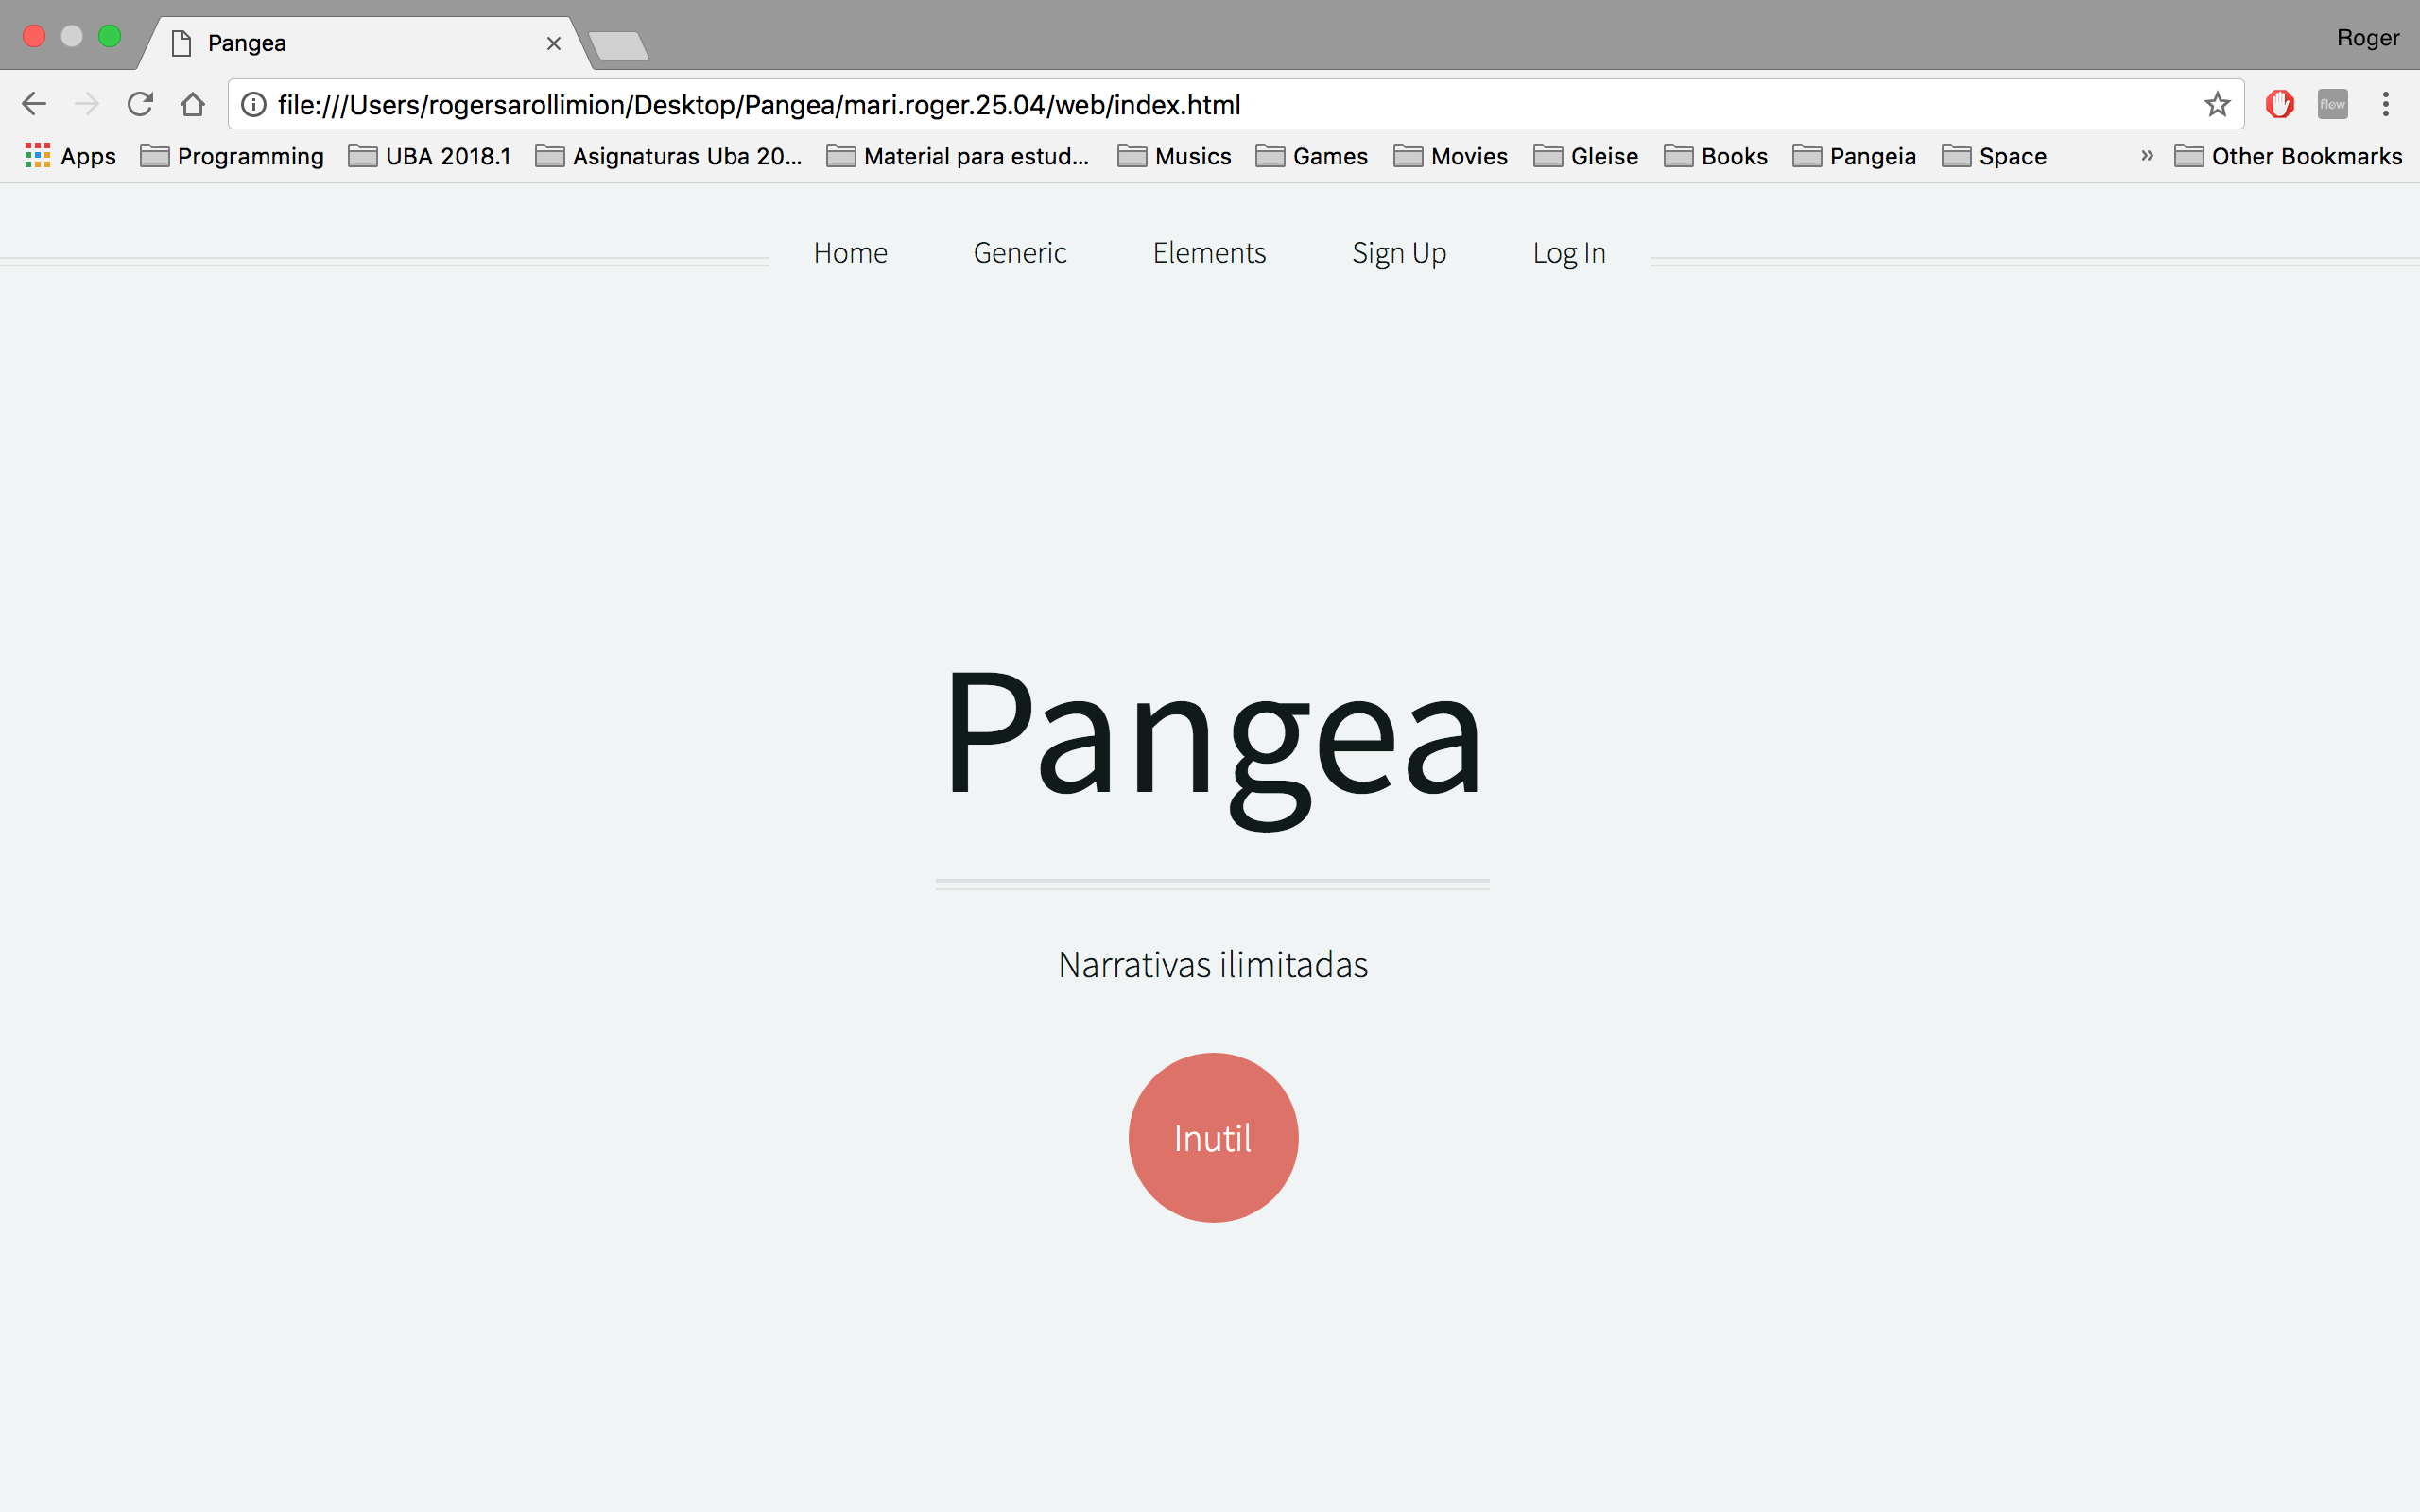 Pangea
Roger
file:///Users/rogersarollimion/Desktop/Pangea/mari.roger.25.04/web/index.html
flew
Apps Programming UBA 2018.1 Asignaturas Uba 20... Material para estud... Musics Games Movies Gleise Books Pangeia Space » Other Bookmarks
Home Generic Elements Sign Up Log In
Pangea
Narrativas ilimitadas
Inutil